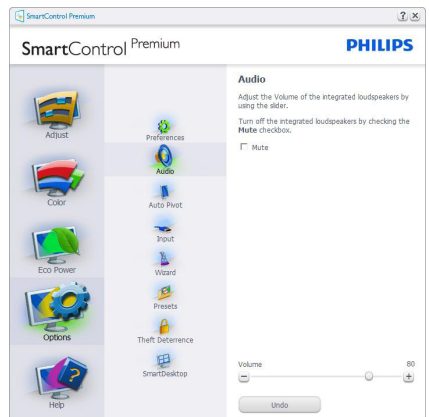 SmartControl Premium
SmartControl Premium
PHILIPS
Adjust
Color
Eco Power
Options
Help
Preferences
Audio
Auto Pivot
Input
Wizard
Presets
Theft Deterrence
SmartDesktop
Audio
Adjust the Volume of the integrated loudspeakers by
using the slider.
Turn off the integrated loudspeakers by checking the
Mute checkbox.
Mute
Volume 80
Undo